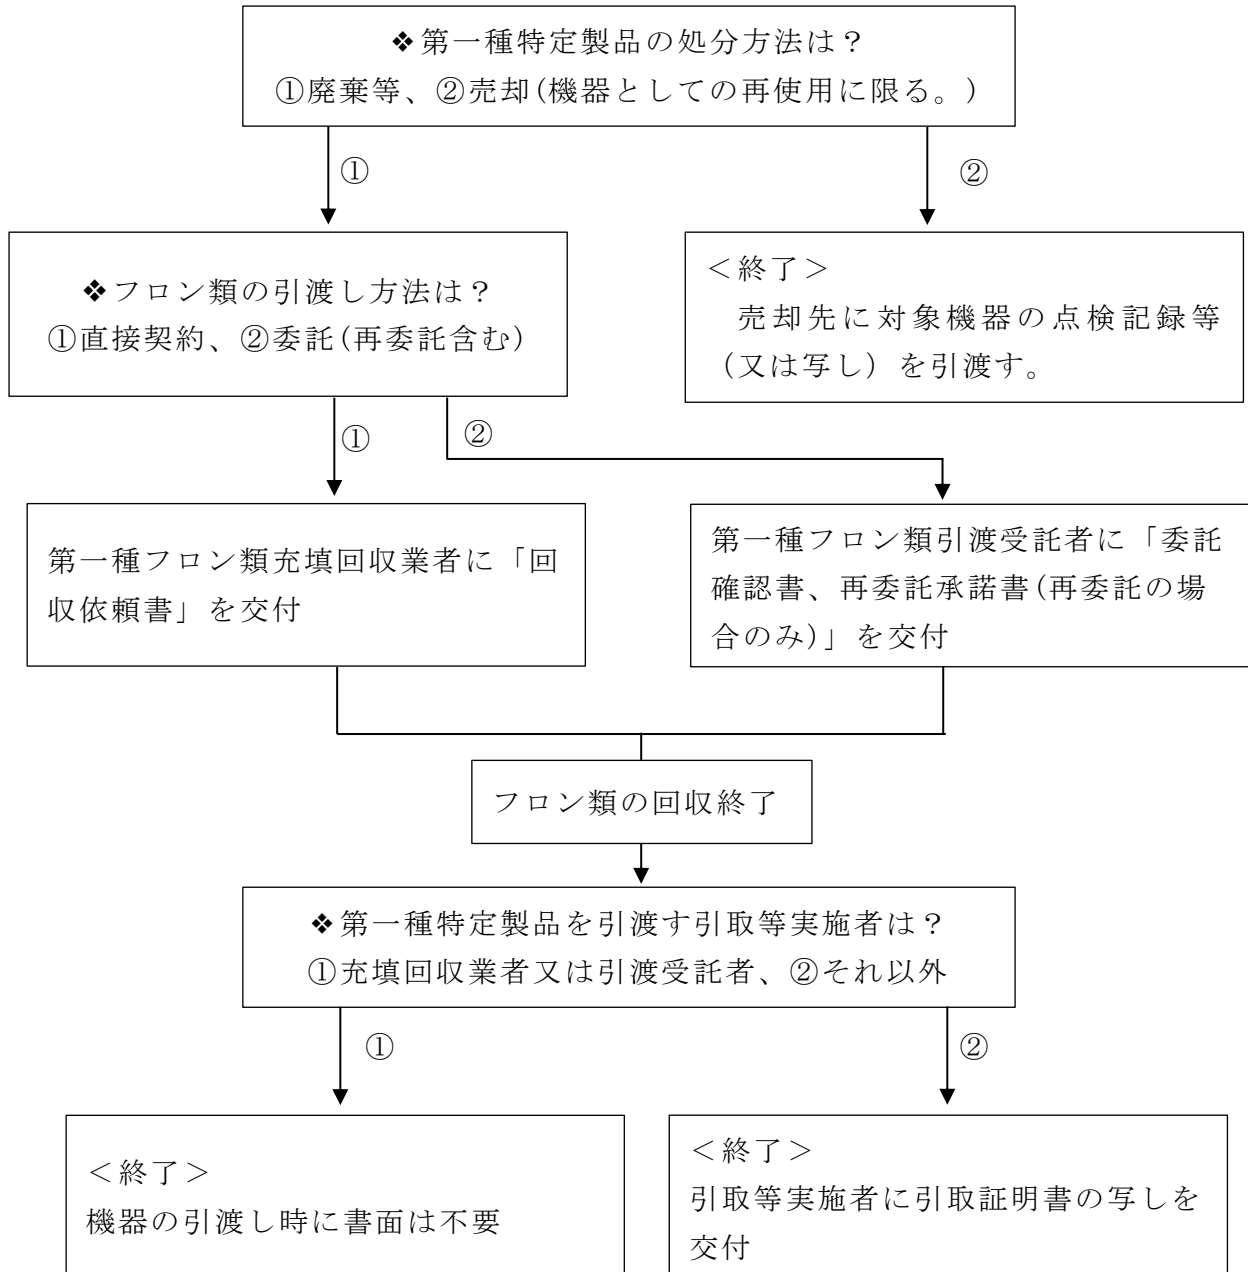 ❖第一種特定製品の処分方法は？
①廃棄等、②売却(機器としての再使用に限る。)
①
②
❖フロン類の引渡し方法は？
①直接契約、②委託(再委託含む)
＜終了＞
売却先に対象機器の点検記録等
（又は写し）を引渡す。
①
②
第一種フロン類充填回収業者に「回
収依頼書」を交付
第一種フロン類引渡受託者に「委託
確認書、再委託承諾書(再委託の場
合のみ)」を交付
フロン類の回収終了
❖第一種特定製品を引渡す引取等実施者は？
①充填回収業者又は引渡受託者、②それ以外
①
②
＜終了＞
機器の引渡し時に書面は不要
＜終了＞
引取等実施者に引取証明書の写しを
交付